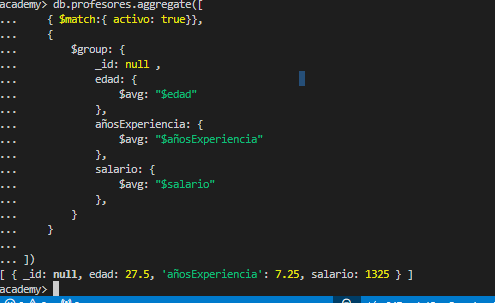 academy> db.profesores.aggregate([
...     { $match:{ activo: true}},
...     {
...         $group: {
...             _id: null ,
...             edad: {
...                 $avg: "$edad"
...             },
...             añosExperiencia: {
...                 $avg: "$añosExperiencia"
...             },
...             salario: {
...                 $avg: "$salario"
...             },
...         }
...     }
...
... ])
[ { _id: null, edad: 27.5, 'añosExperiencia': 7.25, salario: 1325 } ]
academy>